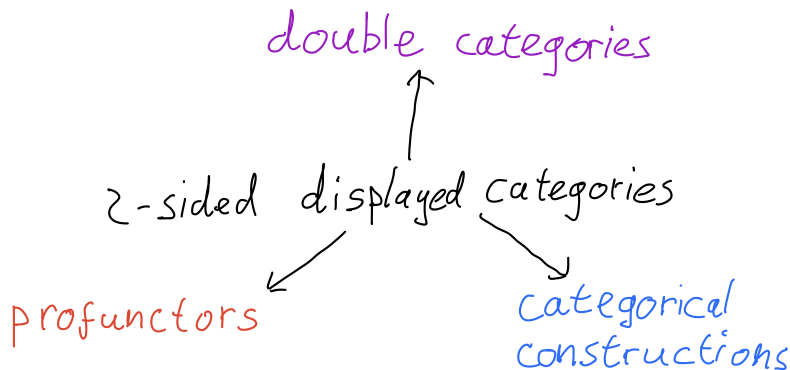 double categories
2-sided displayed categories
profunctors
categorical
constructions